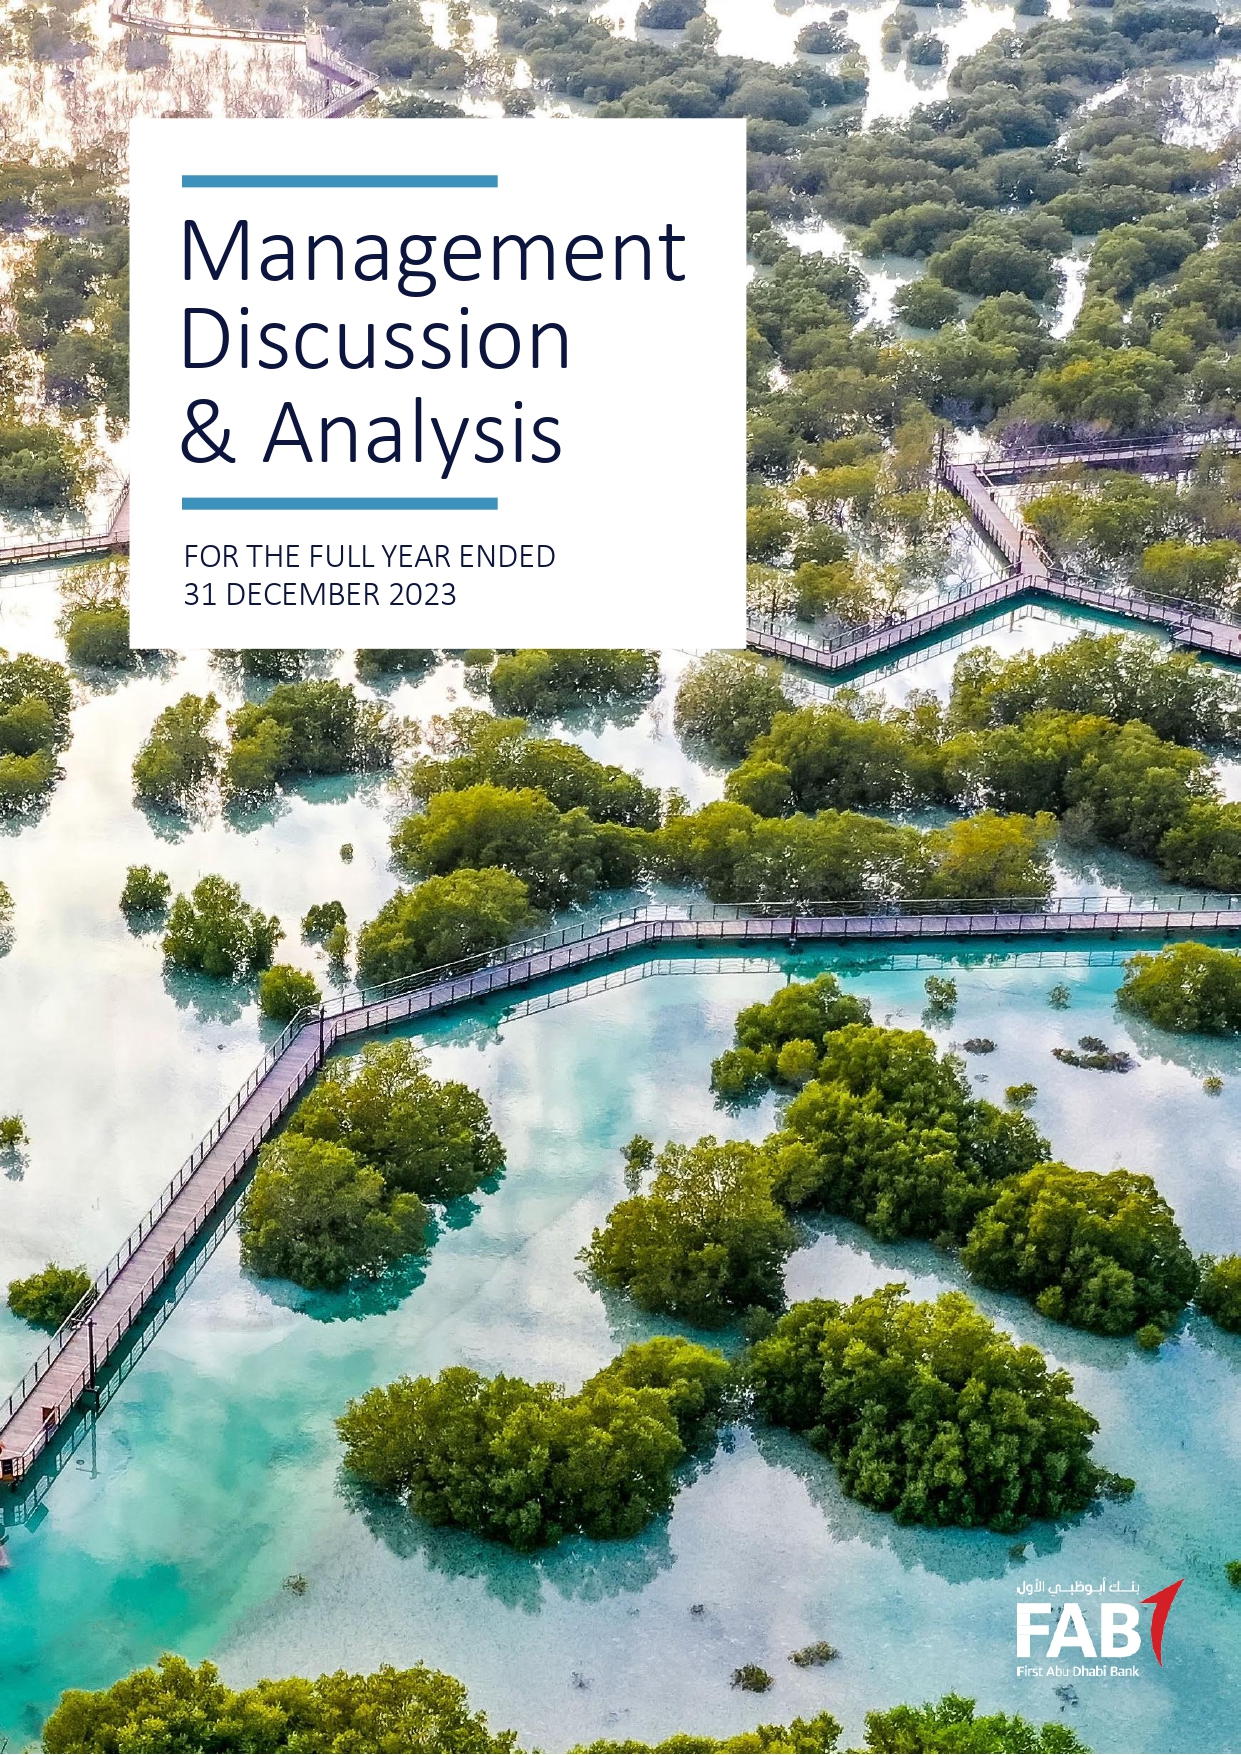 Management
Discussion
& Analysis
FOR THE FULL YEAR ENDED
31 DECEMBER 2023
بنك أبوظبي الأول
FAB
First Abu Dhabi Bank